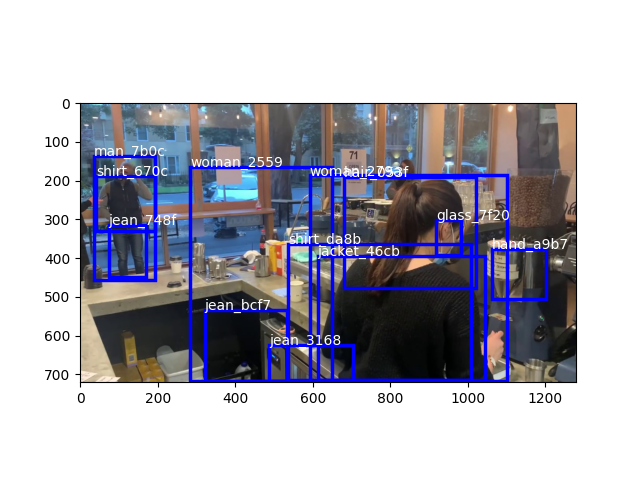 0
100
man_7b0c
71
woman_2559
shirt_670c
200
jean_748f
glass_7f20
300
shirt_da8b
hand_a9b7
jacket_46cb
400
500
jean_bcf7
600
jean_3168
700
0 200 400 600 800 1000 1200